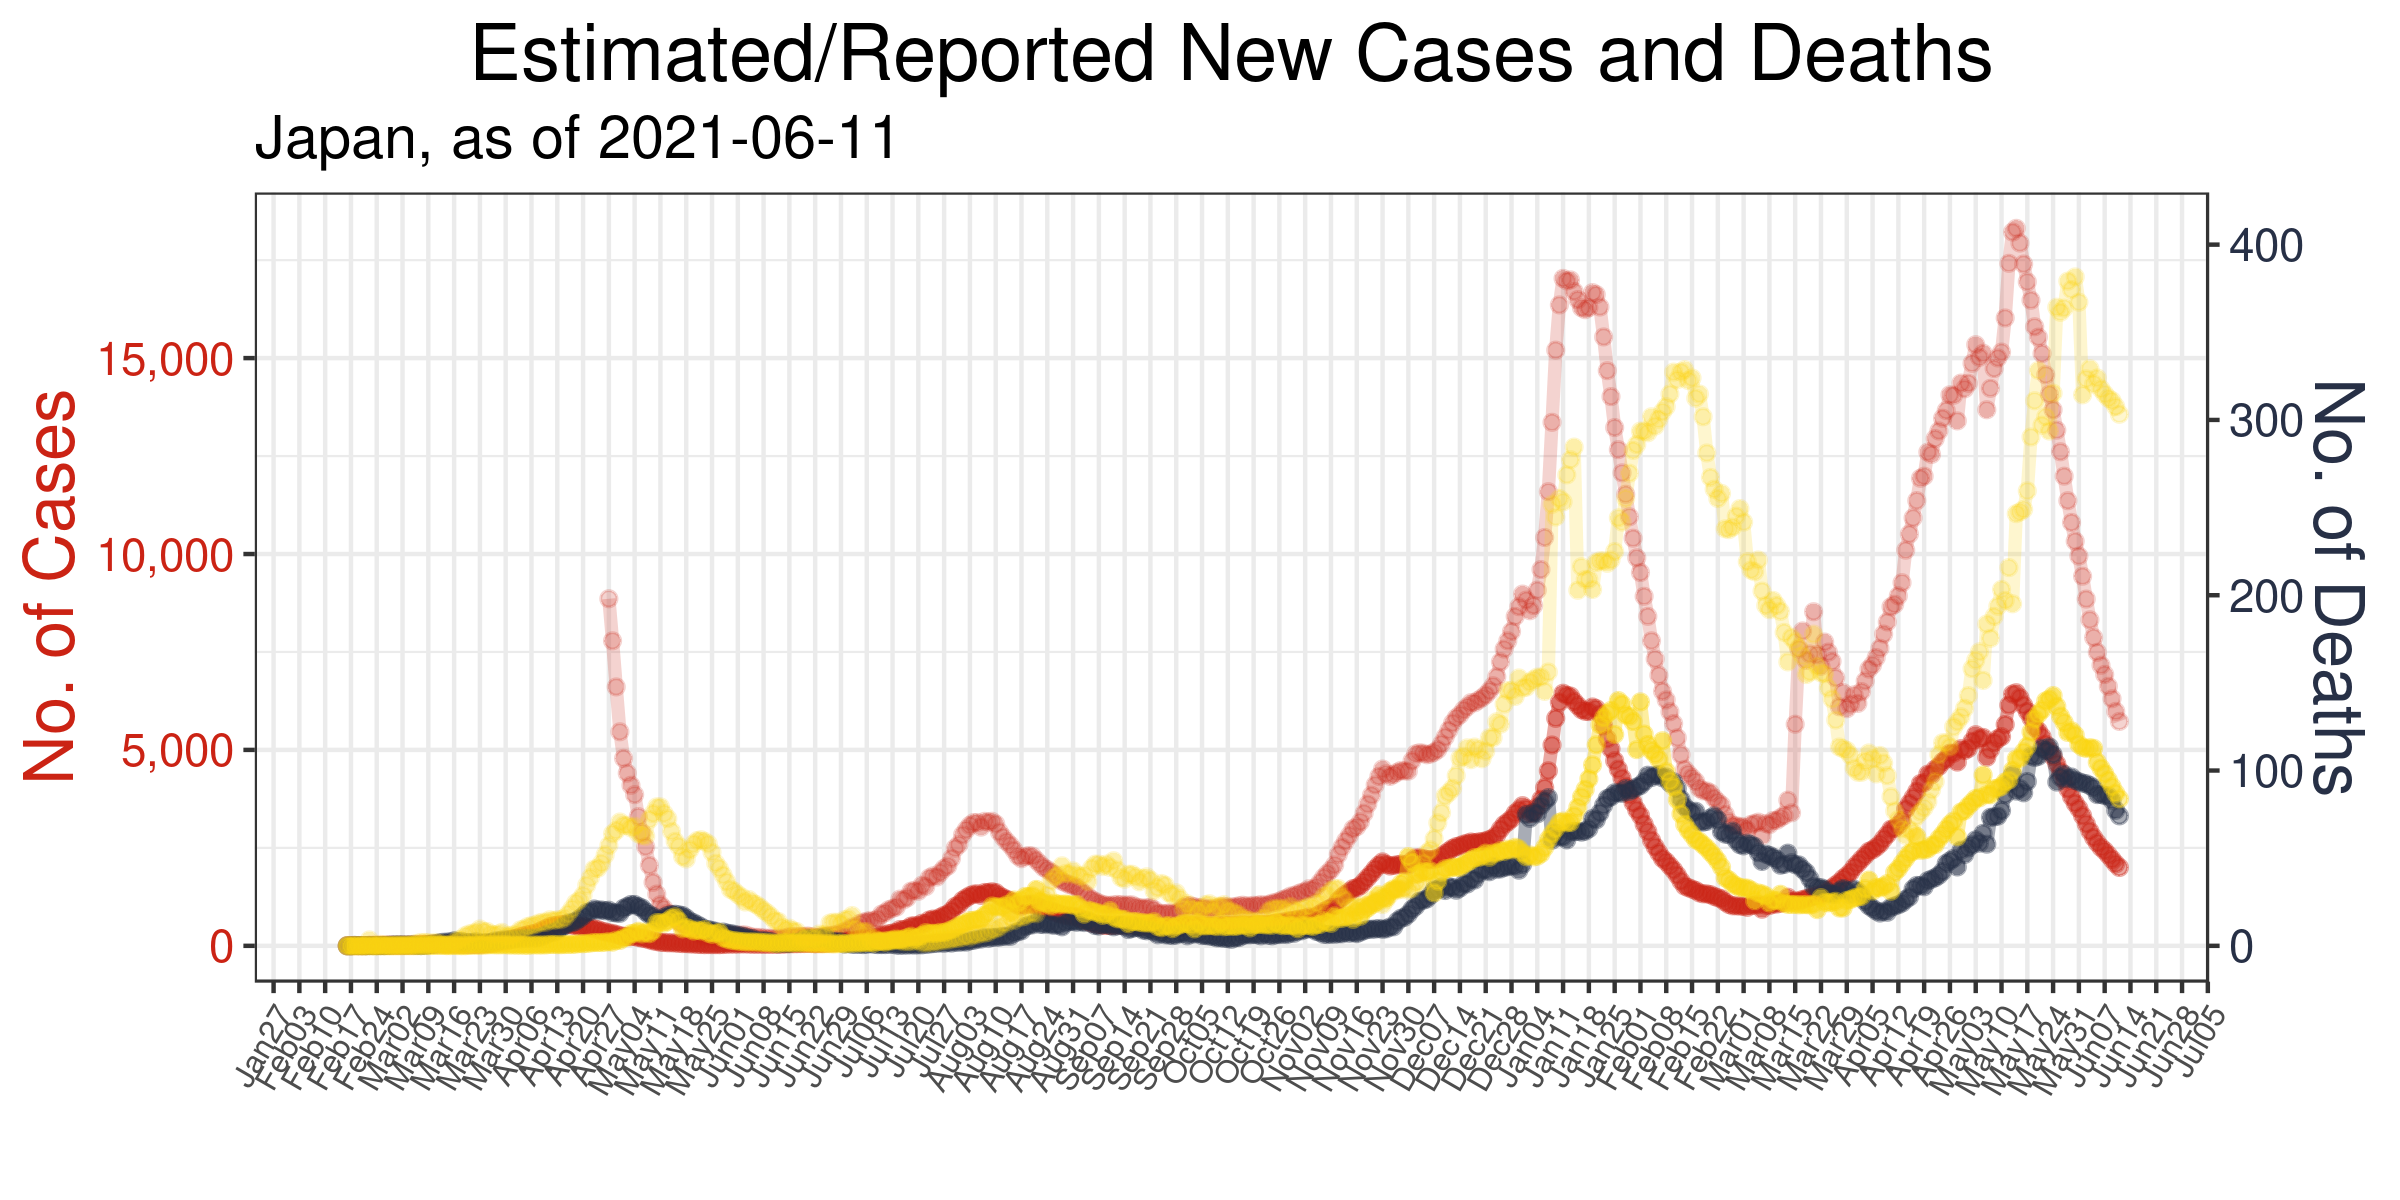 Estimated/Reported New Cases and Deaths
Japan, as of 2021-06-11
No. of Cases
15,000
10,000
5,000
0
400
300
200
100
0
No. of Deaths
Jan27
Feb03
Feb10
Feb17
Feb24
Mar02
Mar09
Mar16
Mar23
Mar30
Apr06
Apr13
Apr20
Apr27
May04
May11
May18
May25
Jun01
Jun08
Jun15
Jun22
Jun29
Jul06
Jul13
Jul20
Jul27
Aug03
Aug10
Aug17
Aug24
Aug31
Sep07
Sep14
Sep21
Sep28
Oct05
Oct12
Oct19
Oct26
Nov02
Nov09
Nov16
Nov23
Nov30
Dec07
Dec14
Dec21
Dec28
Jan04
Jan11
Jan18
Jan25
Feb01
Feb08
Feb15
Feb22
Mar01
Mar08
Mar15
Mar22
Mar29
Apr05
Apr12
Apr19
Apr26
May03
May10
May17
May24
May31
Jun07
Jun14
Jun21
Jun28
Jul05